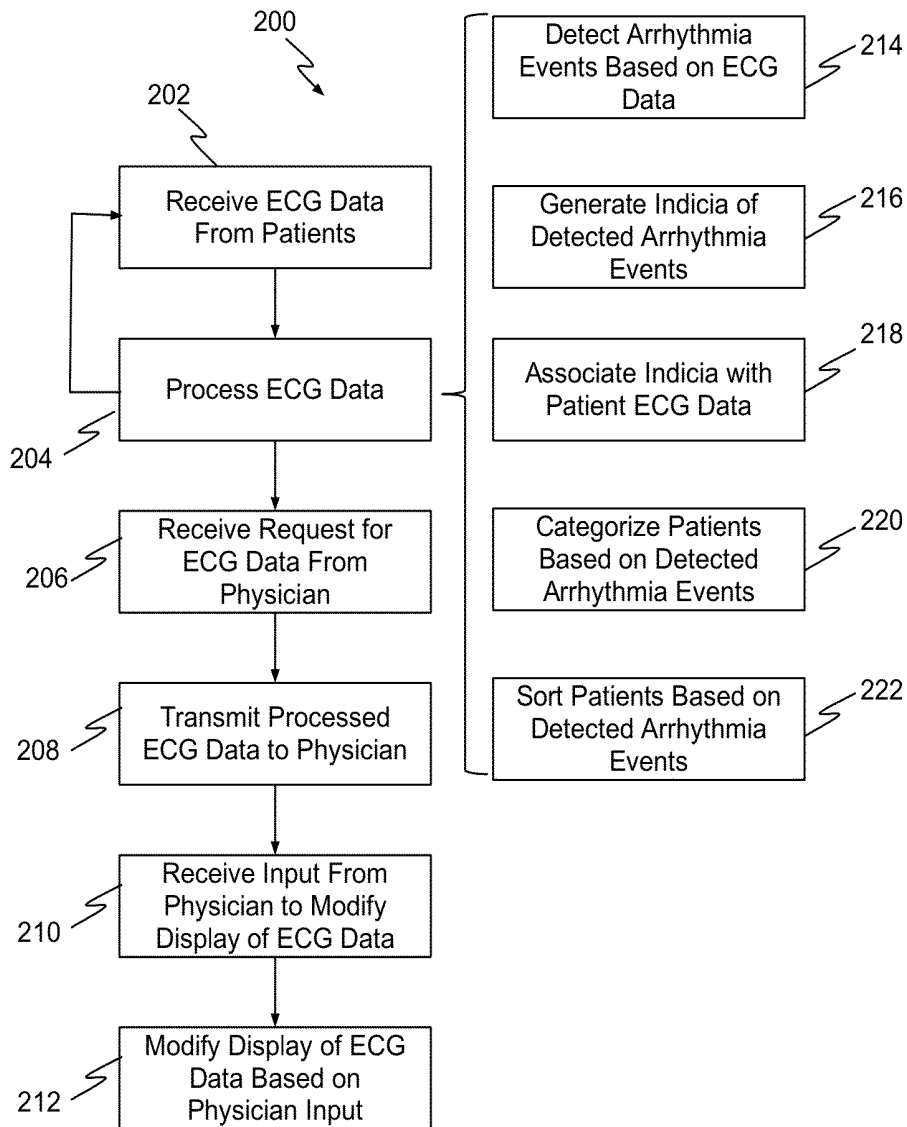 200
202
Receive ECG Data
From Patients
Process ECG Data
204
Receive Request for
ECG Data From
Physician
206
Transmit Processed
ECG Data to Physician
208
Receive Input From
Physician to Modify
Display of ECG Data
210
Modify Display of ECG
Data Based on
Physician Input
212
Detect Arrhythmia
Events Based on ECG
Data
214
Generate Indicia of
Detected Arrhythmia
Events
216
Associate Indicia with
Patient ECG Data
218
Categorize Patients
Based on Detected
Arrhythmia Events
220
Sort Patients Based on
Detected Arrhythmia
Events
222